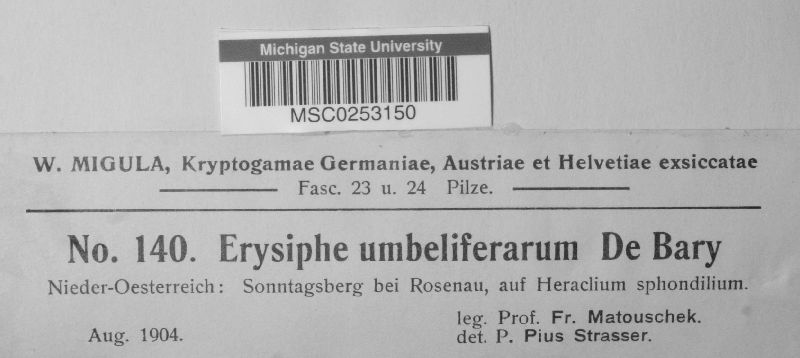 Michigan State University
MSC0253150
W. MIGULA, Kryptogamae Germaniae, Austriae et Helvetiae exsiccatae
Fasc. 23 u. 24 Pilze.
No. 140. Erysiphe umbeliferarum De Bary
Nieder-Oesterreich: Sonntagsberg bei Rosenau, auf Heraclium sphondilium.
leg. Prof. Fr. Matouschek.
Aug. 1904.
det. P. Pius Strasser.